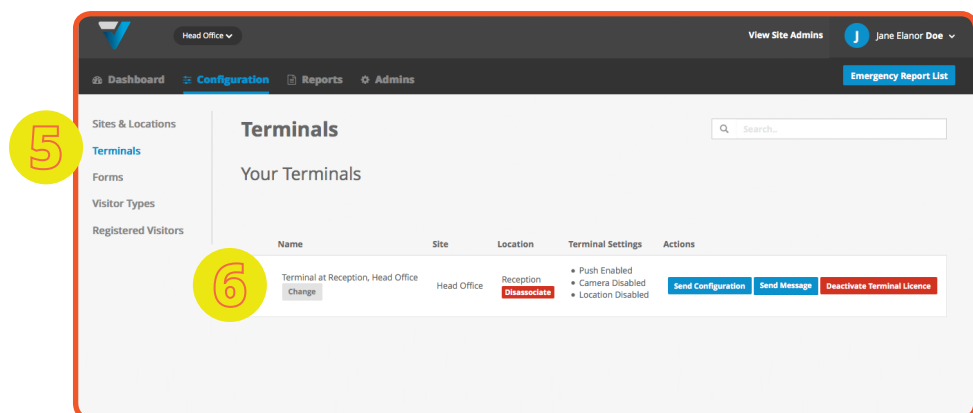 Head Office
View Site Admins
J
Jane Elanor Doe
Dashboard
Configuration
Reports
Admins
Emergency Report List
5
Sites & Locations
Terminals
Forms
Visitor Types
Registered Visitors
Terminals
Search..
Your Terminals
Name Site Location Terminal Settings Actions
6
Terminal at Reception, Head Office
Change
Head Office
Reception
Disassociate
• Push Enabled
• Camera Disabled
• Location Disabled
Send Configuration
Send Message
Deactivate Terminal Licence